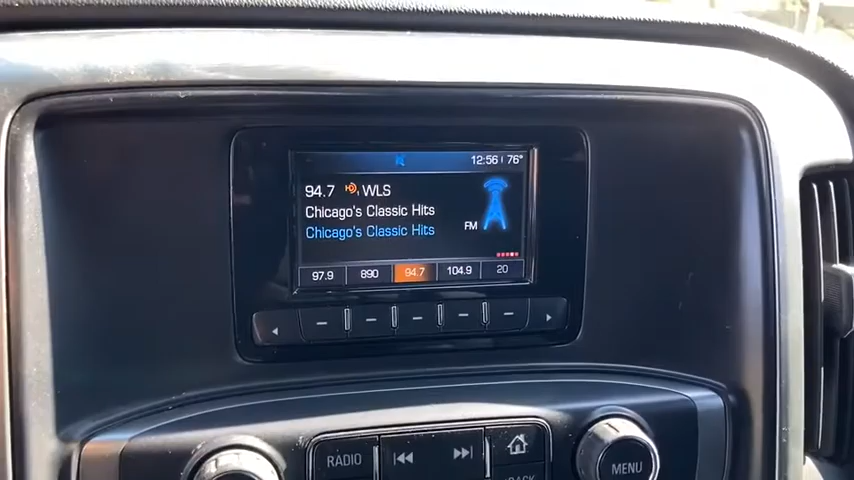 12:56 76°
94.7 HD1 WLS
Chicago's Classic Hits
Chicago's Classic Hits
FM
97.9 890 94.7 104.9 20
RADIO
MENU